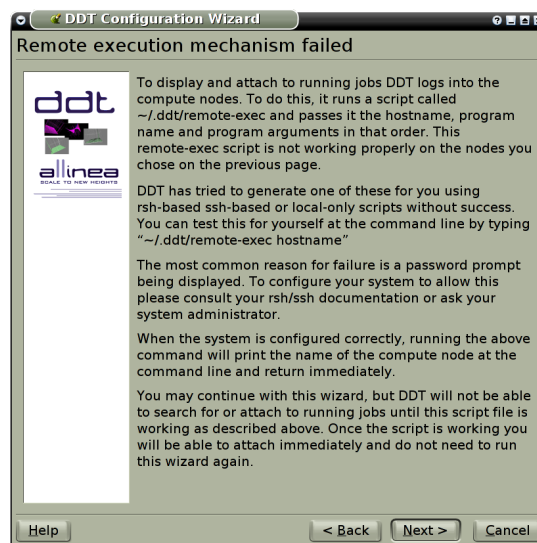 DDT Configuration Wizard
Remote execution mechanism failed
ddt
allinea
SCALE TO NEW HEIGHTS
To display and attach to running jobs DDT logs into the
compute nodes. To do this, it runs a script called
~/.ddt/remote-exec and passes it the hostname, program
name and program arguments in that order. This
remote-exec script is not working properly on the nodes you
chose on the previous page.
DDT has tried to generate one of these for you using
rsh-based ssh-based or local-only scripts without success.
You can test this for yourself at the command line by typing
“~/.ddt/remote-exec hostname”
The most common reason for failure is a password prompt
being displayed. To configure your system to allow this
please consult your rsh/ssh documentation or ask your
system administrator.
When the system is configured correctly, running the above
command will print the name of the compute node at the
command line and return immediately.
You may continue with this wizard, but DDT will not be able
to search for or attach to running jobs until this script file is
working as described above. Once the script is working you
will be able to attach immediately and do not need to run
this wizard again.
Help < Back Next > Cancel